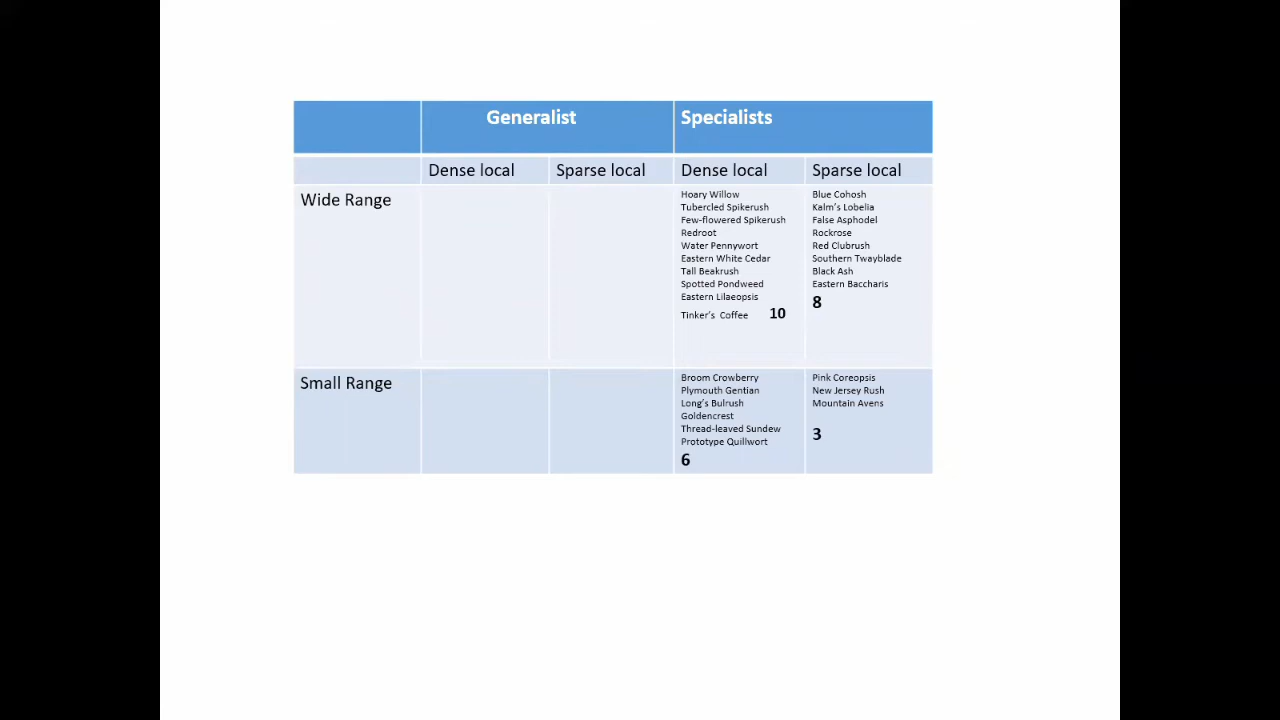 Generalist
Specialists
Dense local
Sparse local
Dense local
Sparse local
Wide Range
Hoary Willow
Tubercled Spikerush
Few-flowered Spikerush
Redroot
Water Pennywort
Eastern White Cedar
Tall Beakrush
Spotted Pondweed
Eastern Lilaeopsis
Tinker's Coffee 10
Blue Cohosh
Kalm's Lobelia
False Asphodel
Rockrose
Red Clubrush
Southern Twayblade
Black Ash
Eastern Baccharis
8
Small Range
Broom Crowberry
Plymouth Gentian
Long's Bulrush
Goldencrest
Thread-leaved Sundew
Prototype Quillwort
6
Pink Coreopsis
New Jersey Rush
Mountain Avens
3